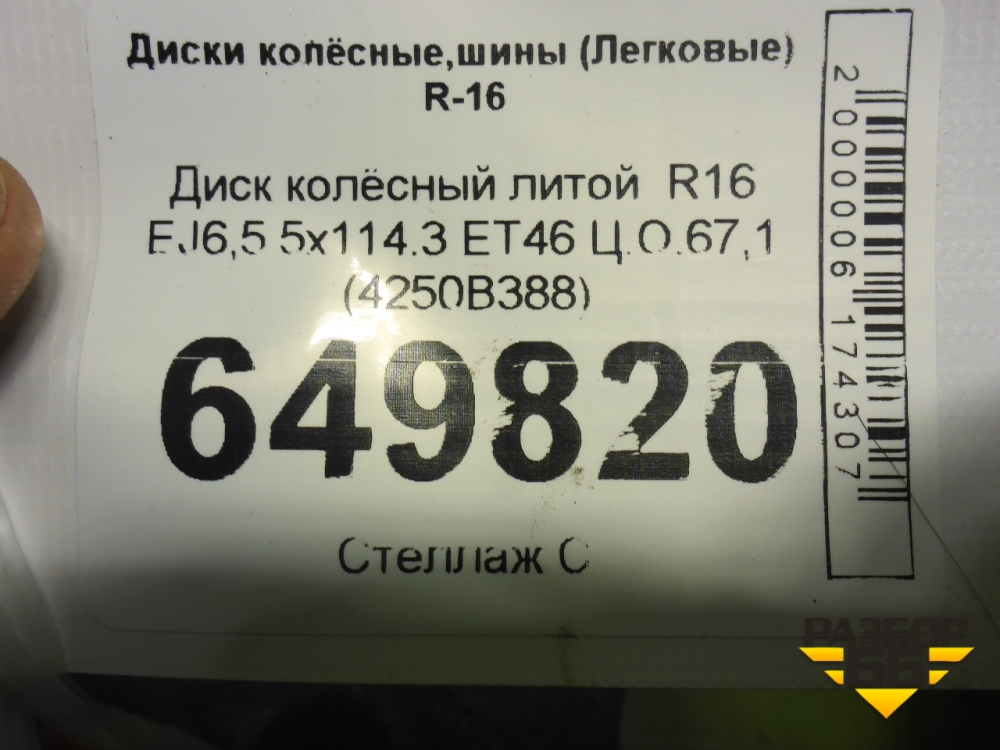 Диски колёсные,шины (Легковые)
R-16
Диск колёсный литой R16
EJ6,5 5x114.3 ET46 Ц.О.67,1
(4250B388)
649820
Стеллаж С
2000006174307
РАЗБОР
66